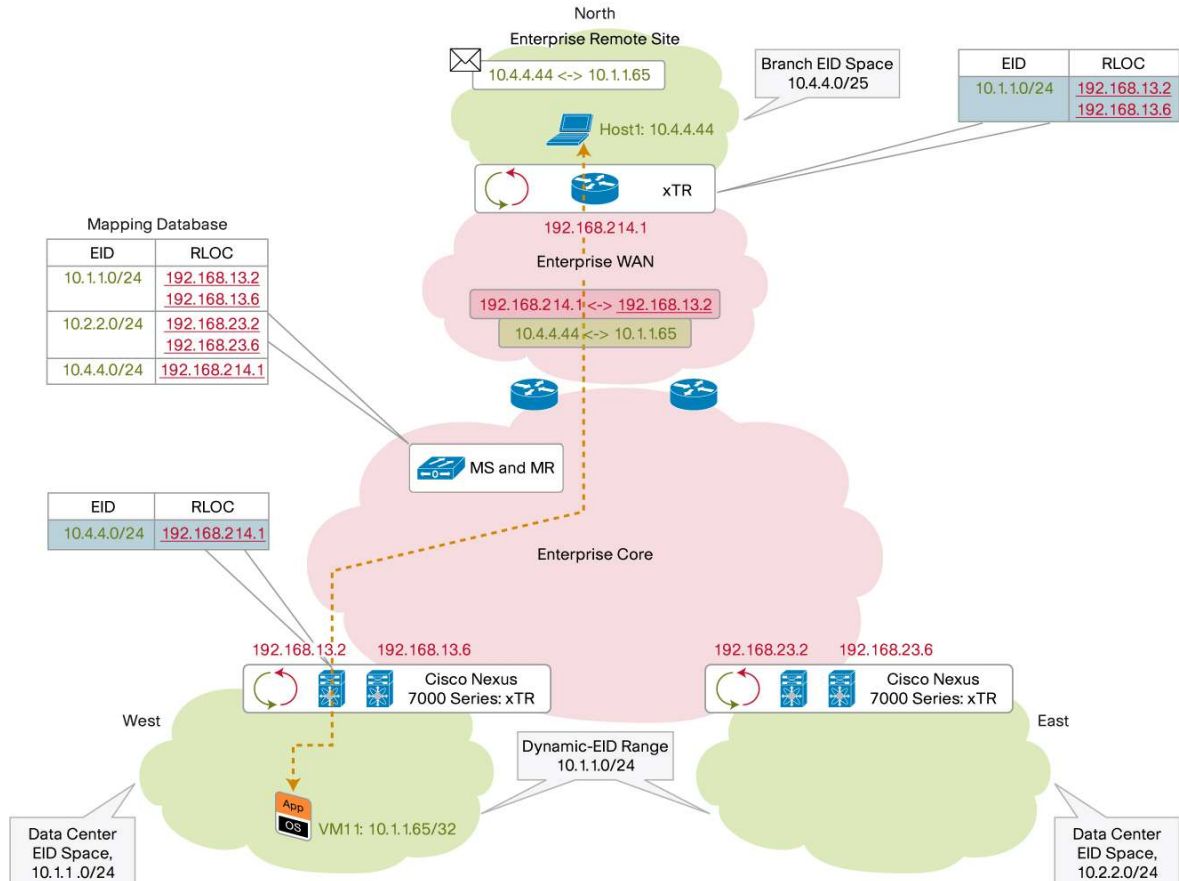 North
Enterprise Remote Site
10.4.4.44 <-> 10.1.1.65
Host1: 10.4.4.44
Branch EID Space
10.4.4.0/25
EID RLOC
10.1.1.0/24 192.168.13.2
192.168.13.6
xTR
192.168.214.1
Enterprise WAN
192.168.214.1 <-> 192.168.13.2
10.4.4.44 <-> 10.1.1.65
Mapping Database
EID RLOC
10.1.1.0/24 192.168.13.2
192.168.13.6
10.2.2.0/24 192.168.23.2
192.168.23.6
10.4.4.0/24 192.168.214.1
MS and MR
EID RLOC
10.4.4.0/24 192.168.214.1
Enterprise Core
192.168.13.2 192.168.13.6
Cisco Nexus
7000 Series: xTR
192.168.23.2 192.168.23.6
Cisco Nexus
7000 Series: xTR
West
East
Dynamic-EID Range
10.1.1.0/24
App
OS
VM11: 10.1.1.65/32
Data Center
EID Space,
10.1.1 .0/24
Data Center
EID Space,
10.2.2.0/24